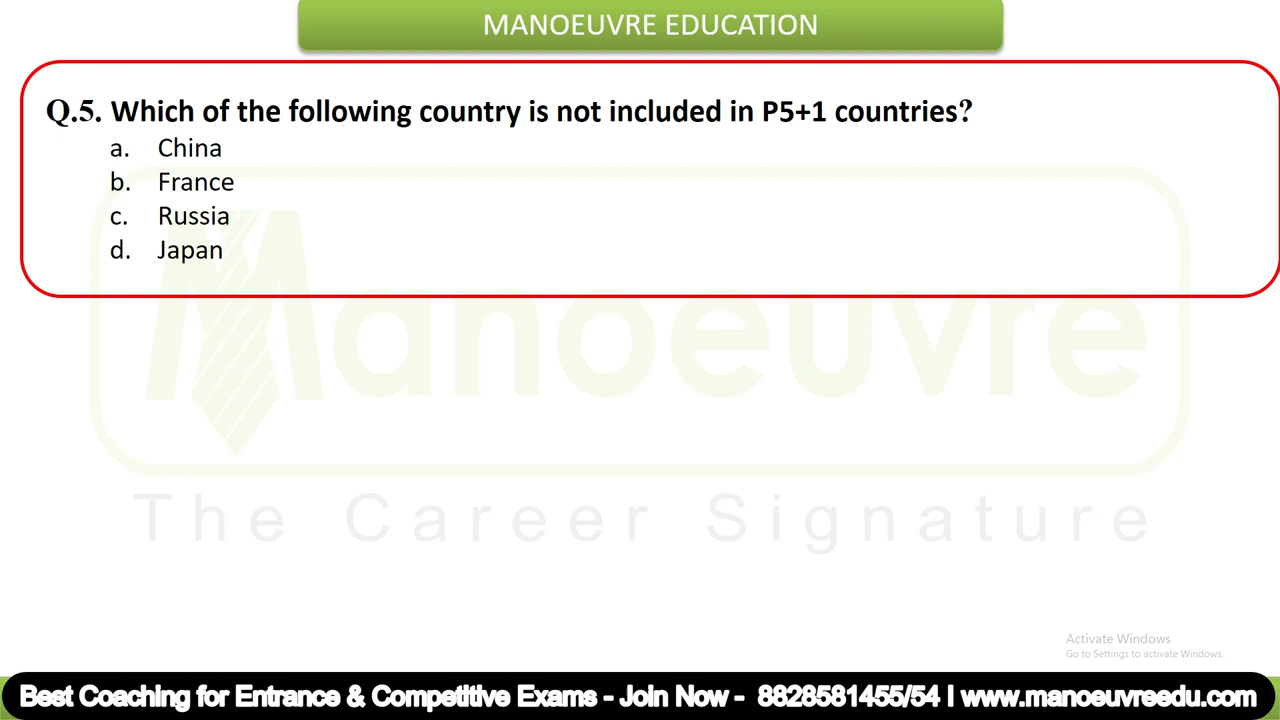 MANOEUVRE EDUCATION
Q.5. Which of the following country is not included in P5+1 countries?
a. China
b. France
c. Russia
d. Japan
Manoeuvre
The Career Signature
Activate Windows
Go to Settings to activate Windows.
Best Coaching for Entrance & Competitive Exams - Join Now - 8828581455/54 I www.manoeuvreedu.com